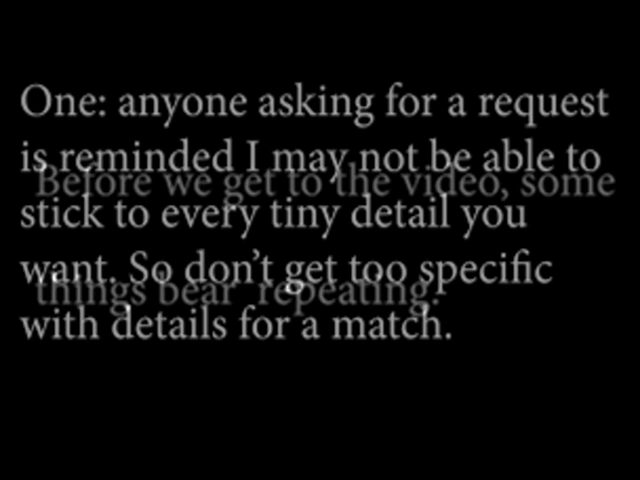 One: anyone asking for a request
is reminded I may not be able to
Before we get to the video, some
stick to every tiny detail you
want. So don't get too specific
things bear repeating.
with details for a match.